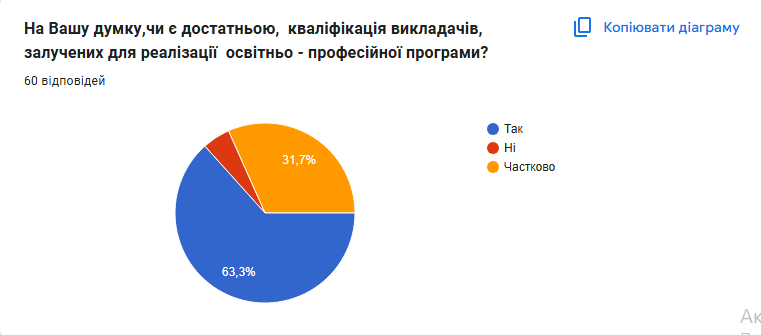 На Вашу думку,чи є достатньою,  кваліфікація викладачів,
залучених для реалізації  освітньо - професійної програми?
Копіювати діаграму
60 відповідей
Так
Ні
Частково
31,7%
63,3%